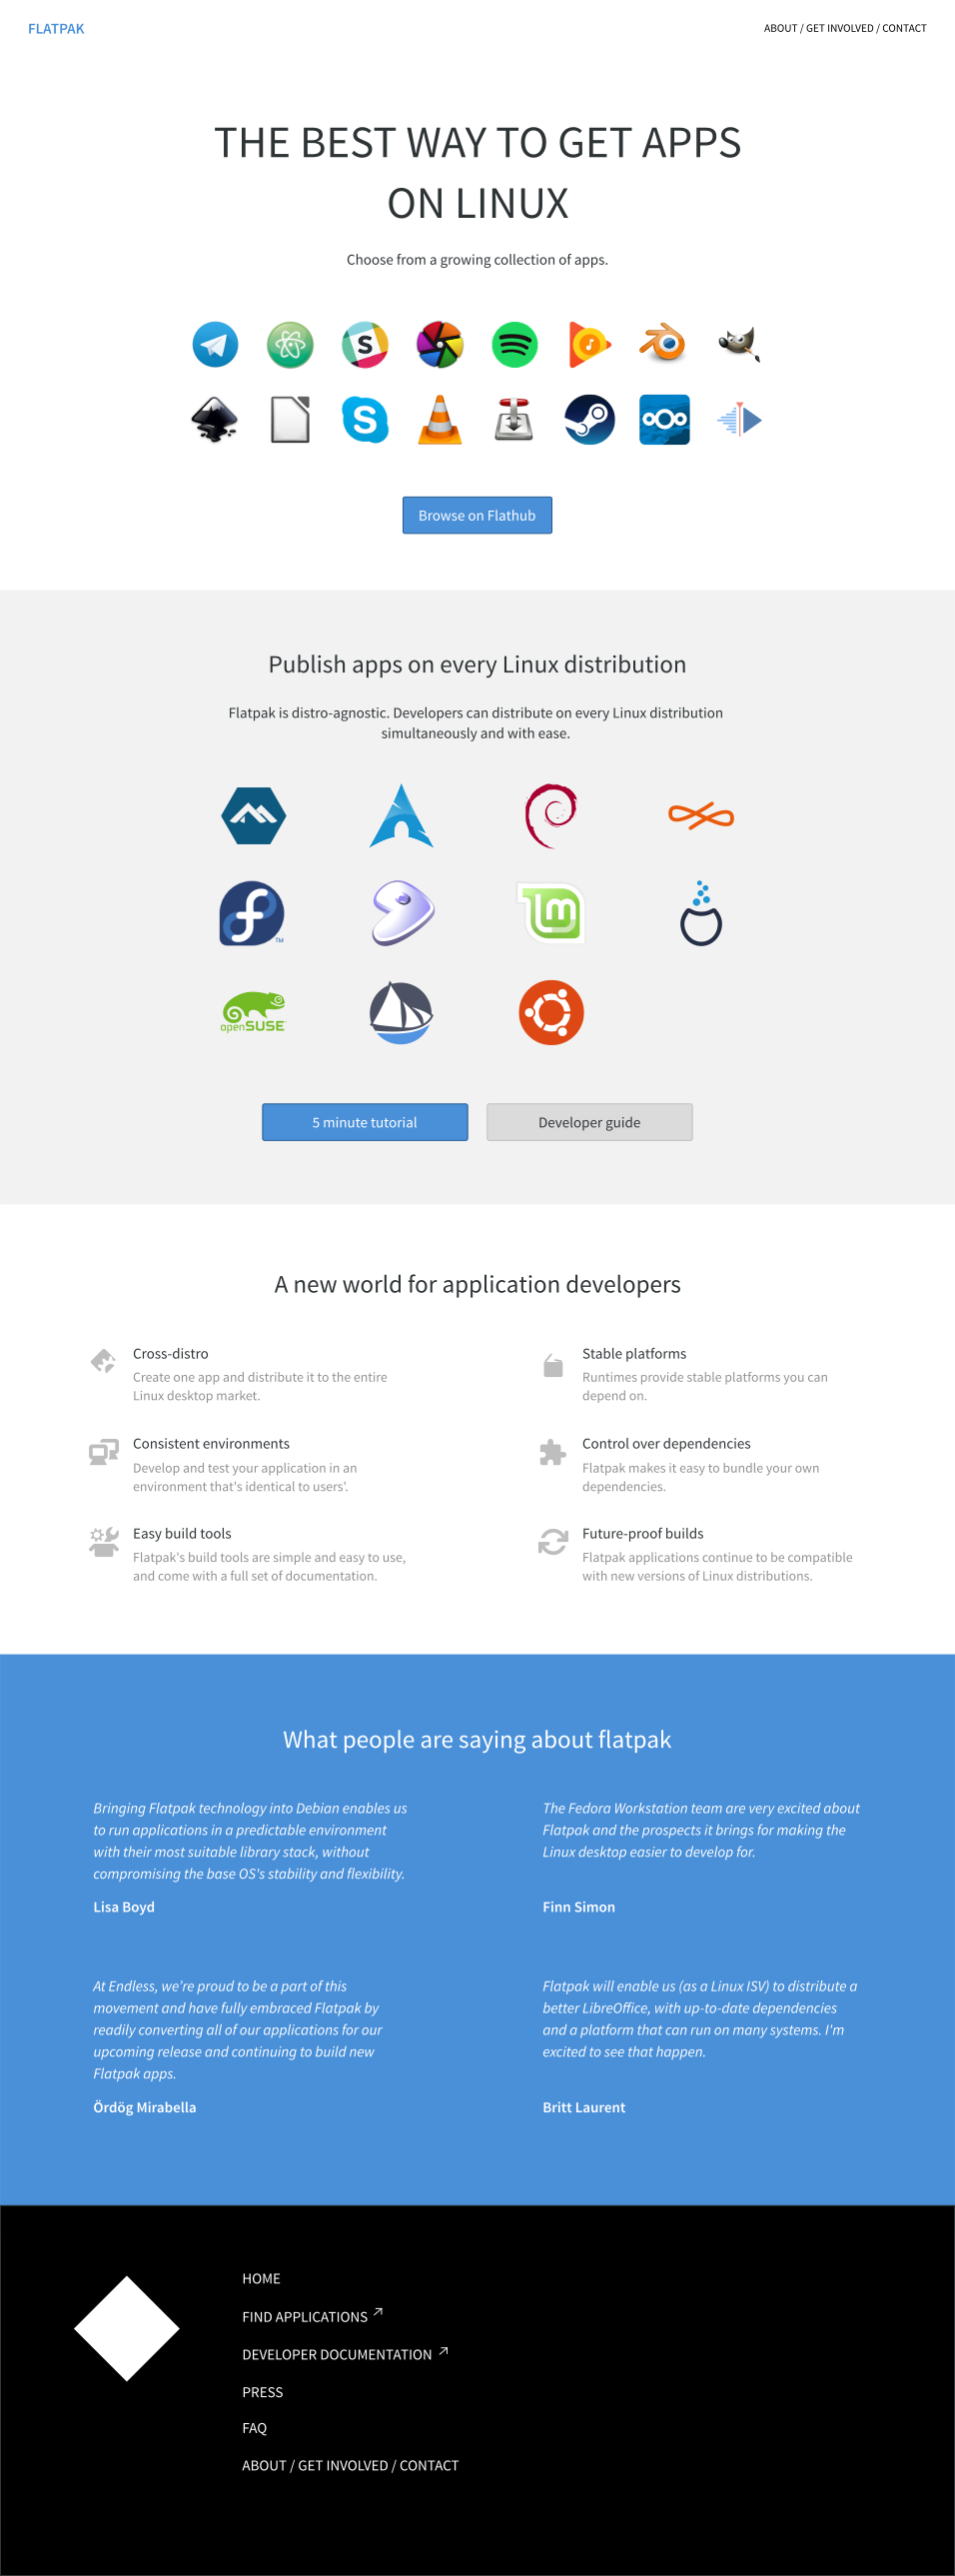 FLATPAK
ABOUT / GET INVOLVED / CONTACT
THE BEST WAY TO GET APPS
ON LINUX
Choose from a growing collection of apps.
S
S
Browse on Flathub
Publish apps on every Linux distribution
Flatpak is distro-agnostic. Developers can distribute on every Linux distribution
simultaneously and with ease.
TM
openSUSE
5 minute tutorial
Developer guide
A new world for application developers
Cross-distro
Create one app and distribute it to the entire
Linux desktop market.
Stable platforms
Runtimes provide stable platforms you can
depend on.
Consistent environments
Develop and test your application in an
environment that's identical to users'.
Control over dependencies
Flatpak makes it easy to bundle your own
dependencies.
Easy build tools
Flatpak's build tools are simple and easy to use,
and come with a full set of documentation.
Future-proof builds
Flatpak applications continue to be compatible
with new versions of Linux distributions.
What people are saying about flatpak
Bringing Flatpak technology into Debian enables us
to run applications in a predictable environment
with their most suitable library stack, without
compromising the base OS's stability and flexibility.
Lisa Boyd
The Fedora Workstation team are very excited about
Flatpak and the prospects it brings for making the
Linux desktop easier to develop for.
Finn Simon
At Endless, we're proud to be a part of this
movement and have fully embraced Flatpak by
readily converting all of our applications for our
upcoming release and continuing to build new
Flatpak apps.
Ördög Mirabella
Flatpak will enable us (as a Linux ISV) to distribute a
better LibreOffice, with up-to-date dependencies
and a platform that can run on many systems. I'm
excited to see that happen.
Britt Laurent
HOME
FIND APPLICATIONS
DEVELOPER DOCUMENTATION
PRESS
FAQ
ABOUT / GET INVOLVED / CONTACT